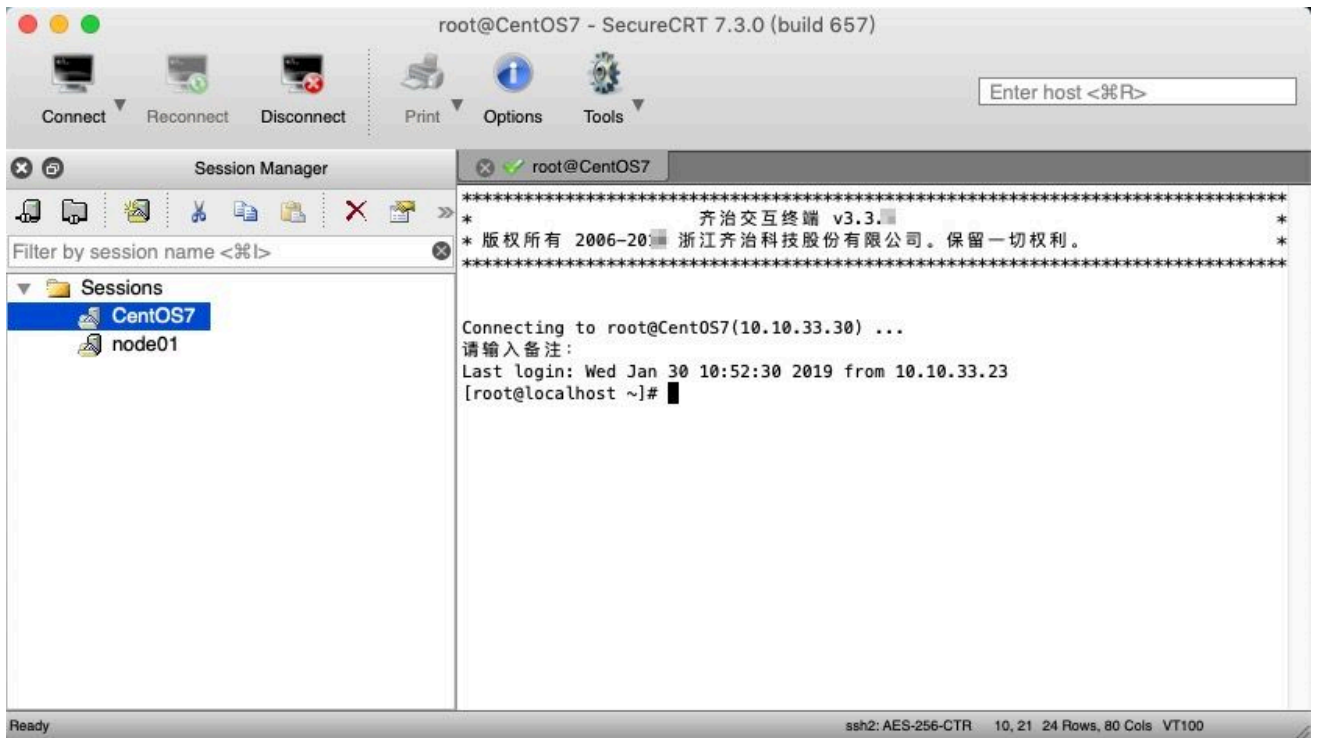 root@CentOS7 - SecureCRT 7.3.0 (build 657)
Connect Reconnect Disconnect Print Options Tools
Enter host <⌘R>
Session Manager
root@CentOS7
Filter by session name <⌘I>
Sessions
CentOS7
node01
********************************************************************************
* 齐治交互终端 v3.3. *
* 版权所有 2006-20 浙江齐治科技股份有限公司。保留一切权利。 *
********************************************************************************
Connecting to root@CentOS7(10.10.33.30) ...
请输入备注：
Last login: Wed Jan 30 10:52:30 2019 from 10.10.33.23
[root@localhost ~]#
Ready
ssh2: AES-256-CTR 10, 21 24 Rows, 80 Cols VT100